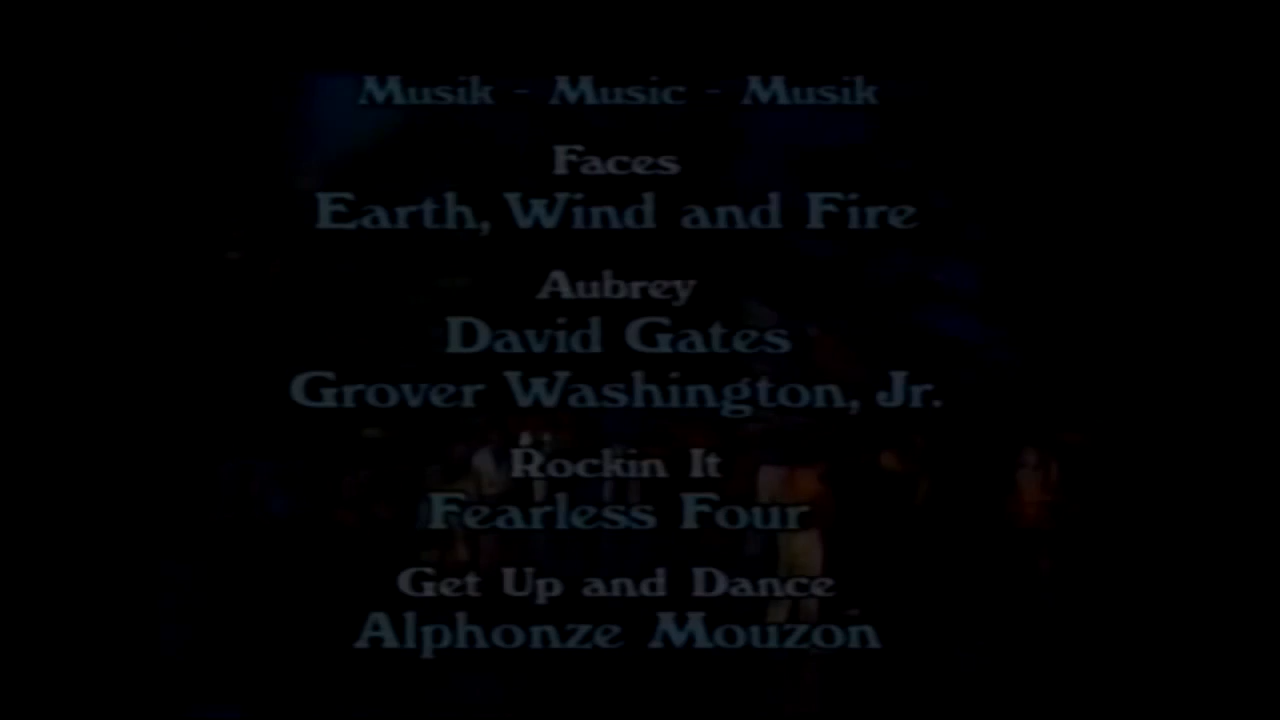 Musik - Music - Musik
Faces
Earth, Wind and Fire
Aubrey
David Gates
Grover Washington, Jr.
Rockin It
Fearless Four
Get Up and Dance
Alphonze Mouzon